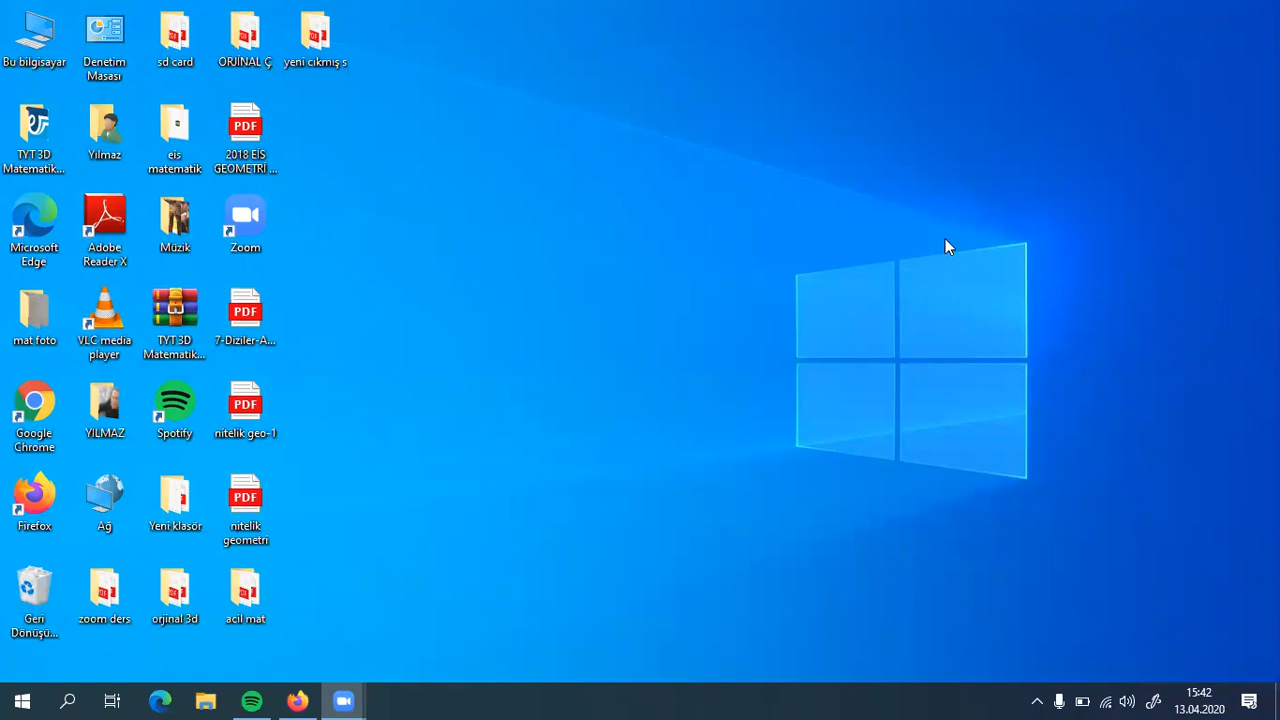 Bu bilgisayar
Denetim
Masası
sd card
ORJİNAL Ç
yeni cıkmış s
TYT 3D
Matematik...
Yılmaz
eis
matematik
PDF
2018 EİS
GEOMETRİ ...
Microsoft
Edge
Adobe
Reader X
Müzik
Zoom
mat foto
VLC media
player
TYT 3D
Matematik...
PDF
7-Diziler-A...
Google
Chrome
YILMAZ
Spotify
PDF
nitelik geo-1
Firefox
Ağ
Yeni klasör
PDF
nitelik
geometri
Geri
Dönüşü...
zoom ders
orjinal 3d
acil mat
15:42
13.04.2020